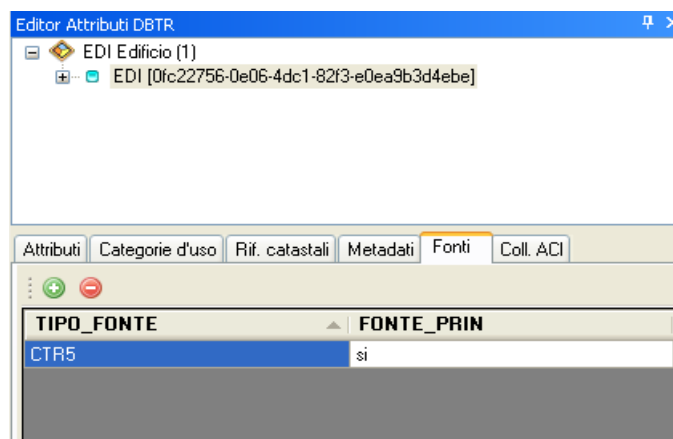 Editor Attributi DBTR
EDI Edificio (1)
EDI [0fc22756-0e06-4dc1-82f3-e0ea9b3d4ebe]
Attributi Categorie d'uso Rif. catastali Metadati Fonti Coll. ACI
TIPO_FONTE FONTE_PRIN
CTR5 si